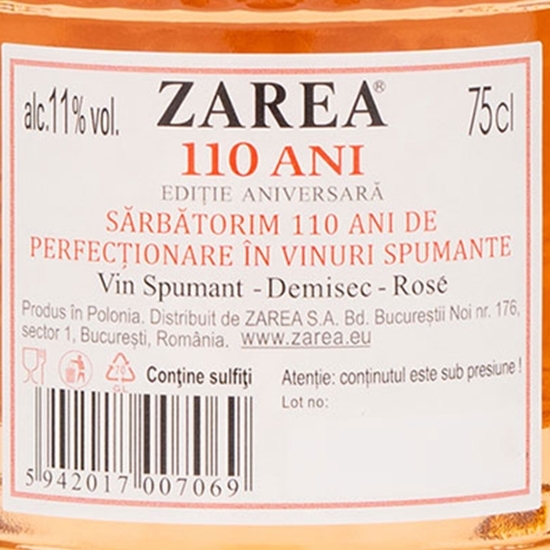 alc.11% vol.
ZAREA®
75cl
110 ANI
EDIȚIE ANIVERSARĂ
SĂRBĂTORIM 110 ANI DE
PERFECȚIONARE ÎN VINURI SPUMANTE
Vin Spumant - Demisec - Rosé
Produs în Polonia. Distribuit de ZAREA S.A. Bd. Bucureștii Noi nr. 176,
sector 1, București, România. www.zarea.eu
70
GL
Conține sulfiți
Atenție: conținutul este sub presiune !
Lot no:
5 942017 007069